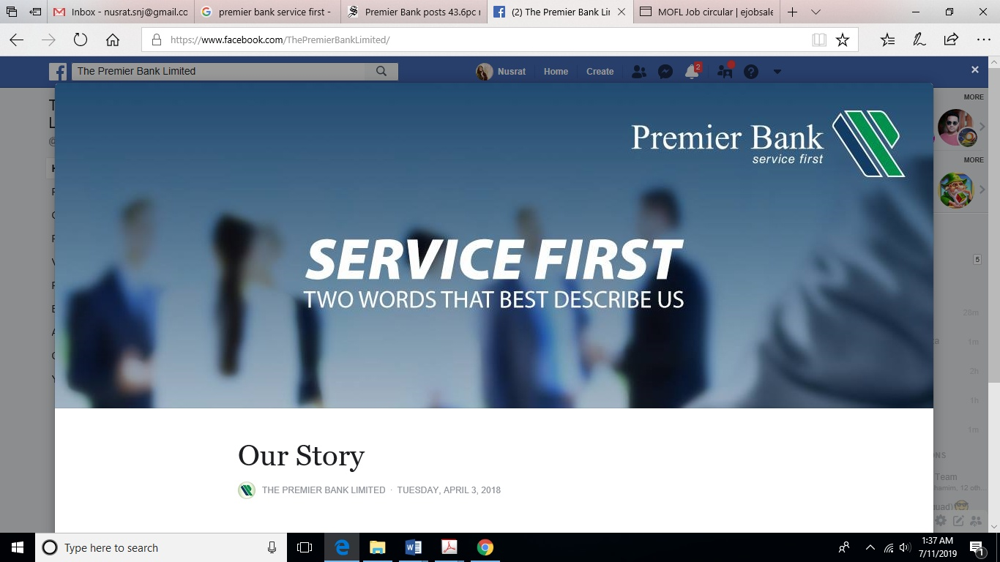 Inbox - nusrat.snj@gmail.co
premier bank service first -
Premier Bank posts 43.6pc r
(2) The Premier Bank Li
MOFL Job circular | ejobsale
https://www.facebook.com/ThePremierBankLimited/
The Premier Bank Limited
Nusrat
Home
Create
2
MORE
Premier Bank
service first
MORE
SERVICE FIRST
TWO WORDS THAT BEST DESCRIBE US
5
28m
1m
2h
1h
1m
Our Story
THE PREMIER BANK LIMITED · TUESDAY, APRIL 3, 2018
Team
hamim, 12 oth...
Type here to search
1:37 AM
7/11/2019
1